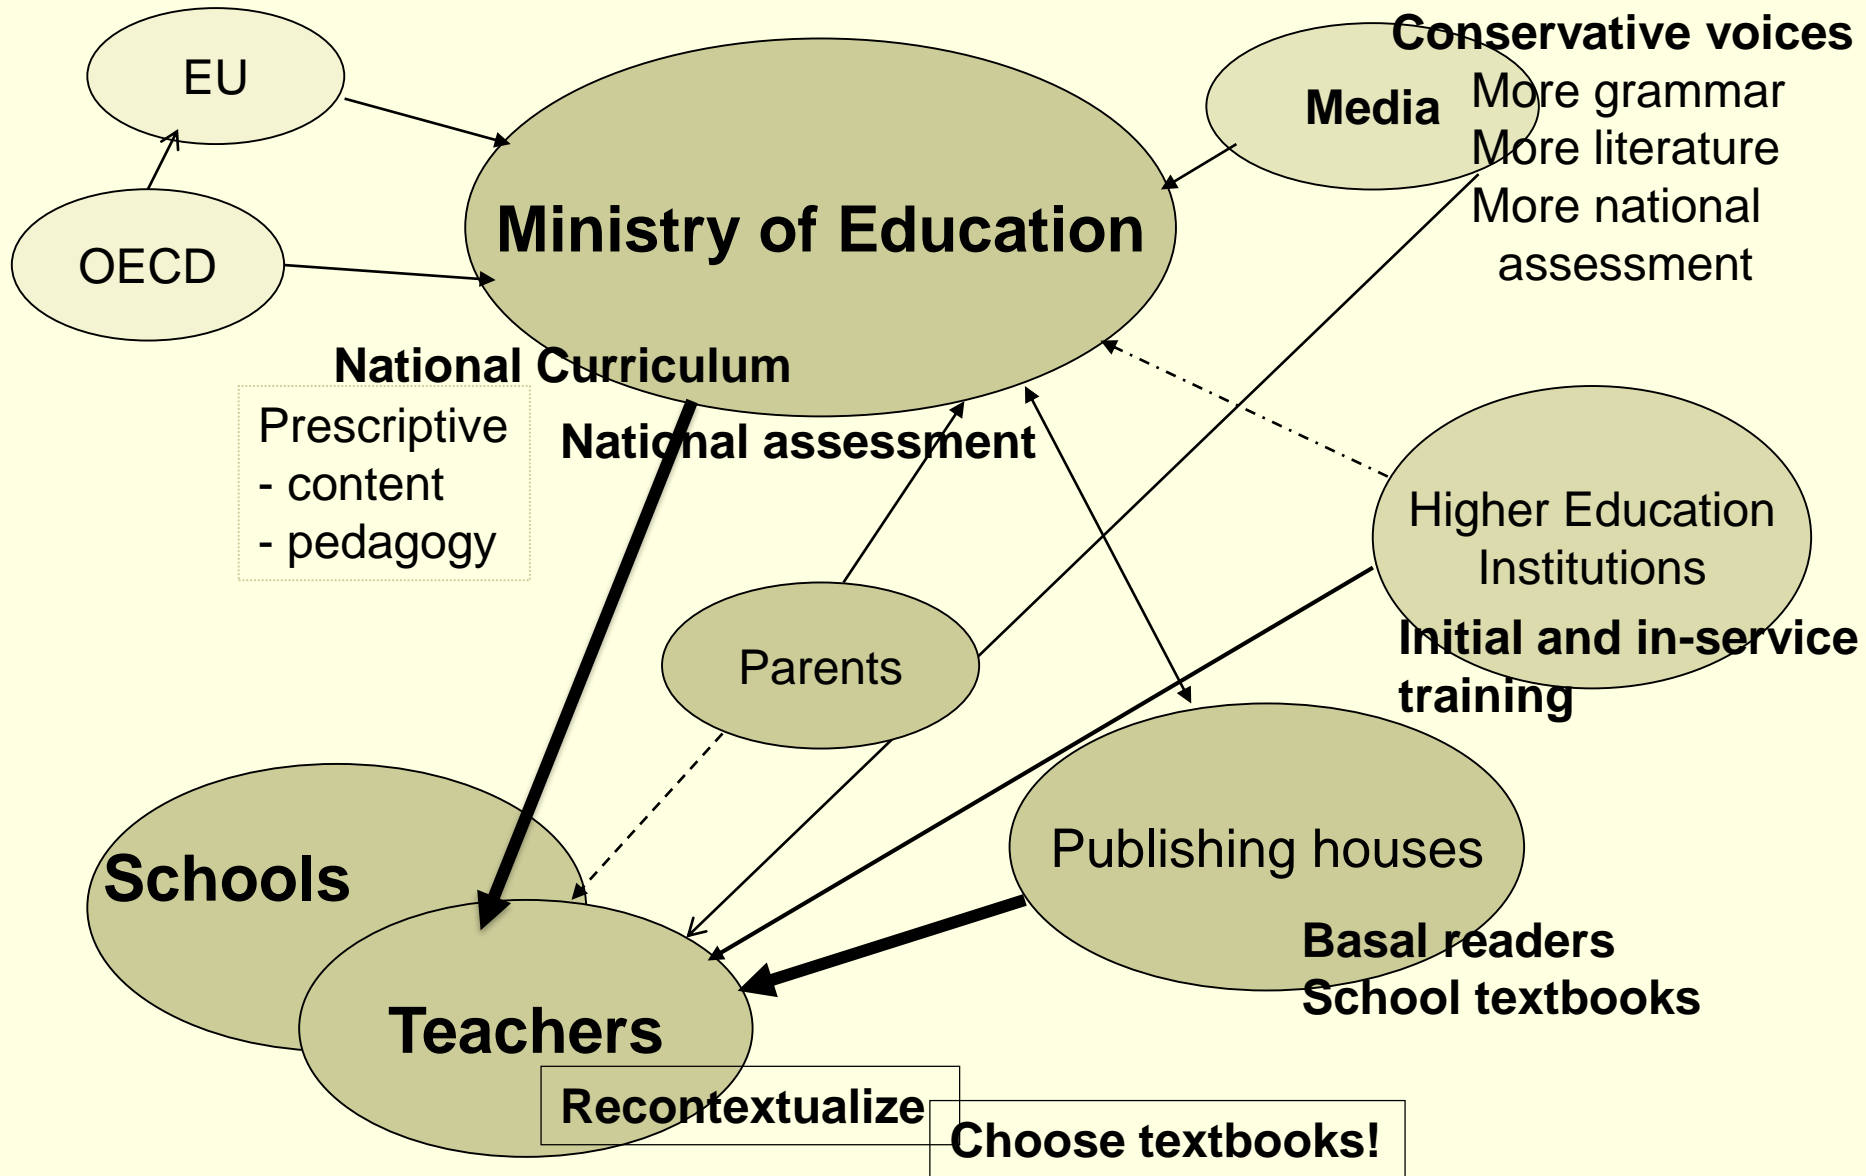 EU
OECD
Ministry of Education
Media
Conservative voices
More grammar
More literature
More national
assessment
National Curriculum
Prescriptive
- content
- pedagogy
National assessment
Higher Education
Institutions
Initial and in-service
training
Parents
Publishing houses
Basal readers
School textbooks
Schools
Teachers
Recontextualize
Choose textbooks!